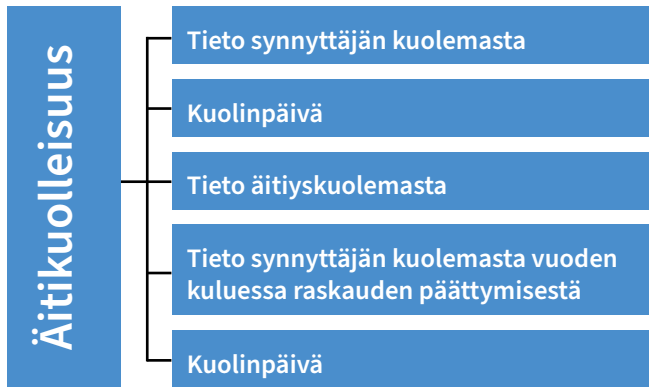 Äitikuolleisuus
Tieto synnyttäjän kuolemasta
Kuolinpäivä
Tieto äitiyskuolemasta
Tieto synnyttäjän kuolemasta vuoden
kuluessa raskauden päättymisestä
Kuolinpäivä